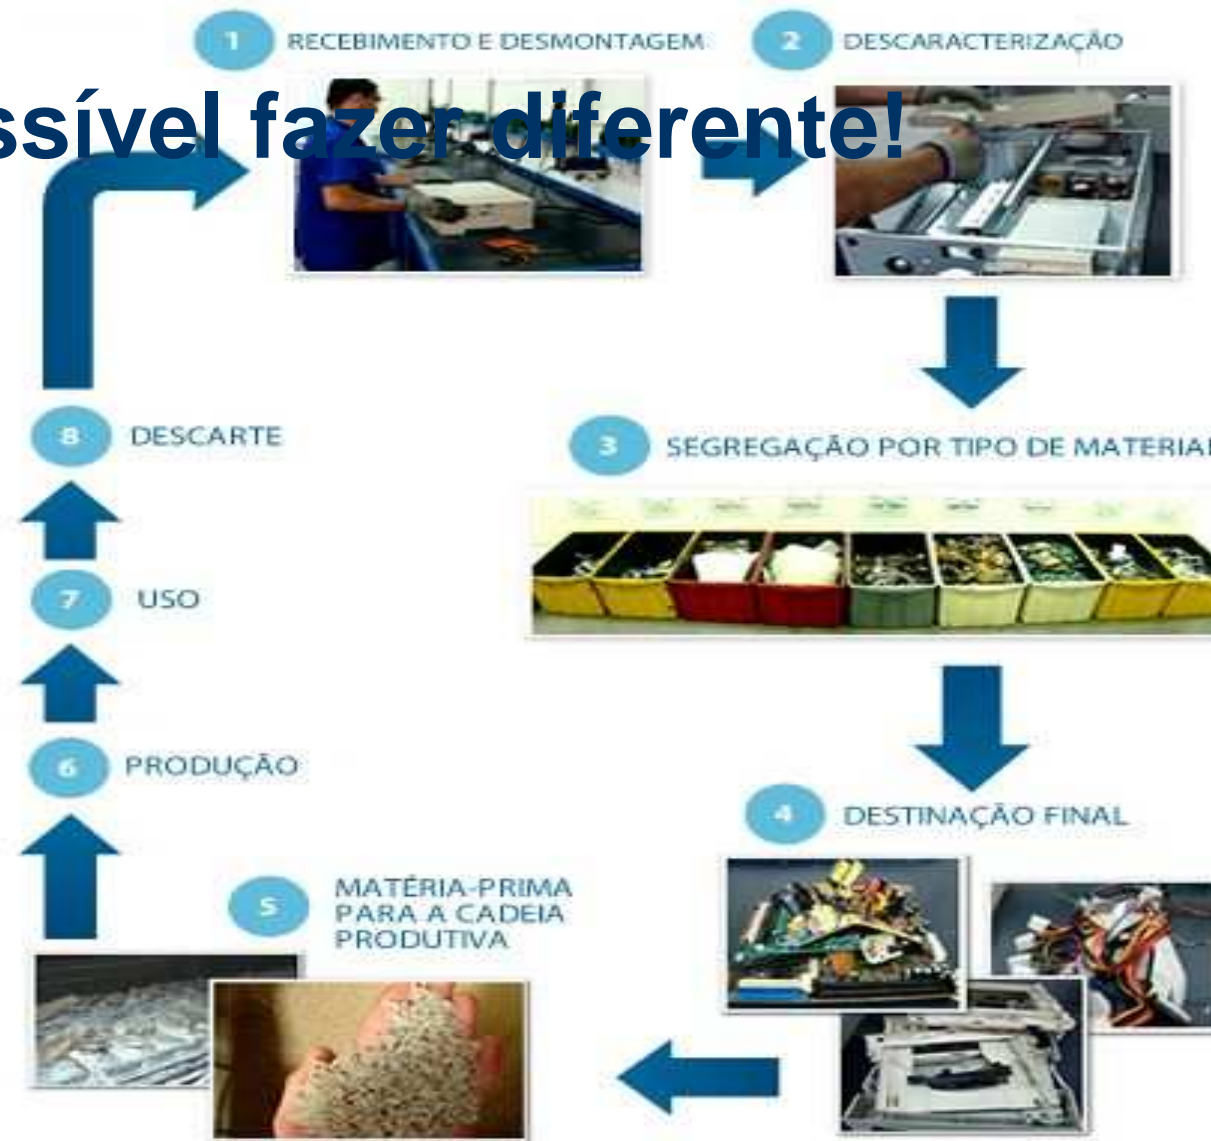 1 RECEBIMENTO E DESMONTAGEM
2 DESCARACTERIZAÇÃO
ssível fazer diferente!
8 DESCARTE
3 SEGREGAÇÃO POR TIPO DE MATERIAL
7 USO
6 PRODUÇÃO
4 DESTINAÇÃO FINAL
5 MATÉRIA-PRIMA
PARA A CADEIA
PRODUTIVA